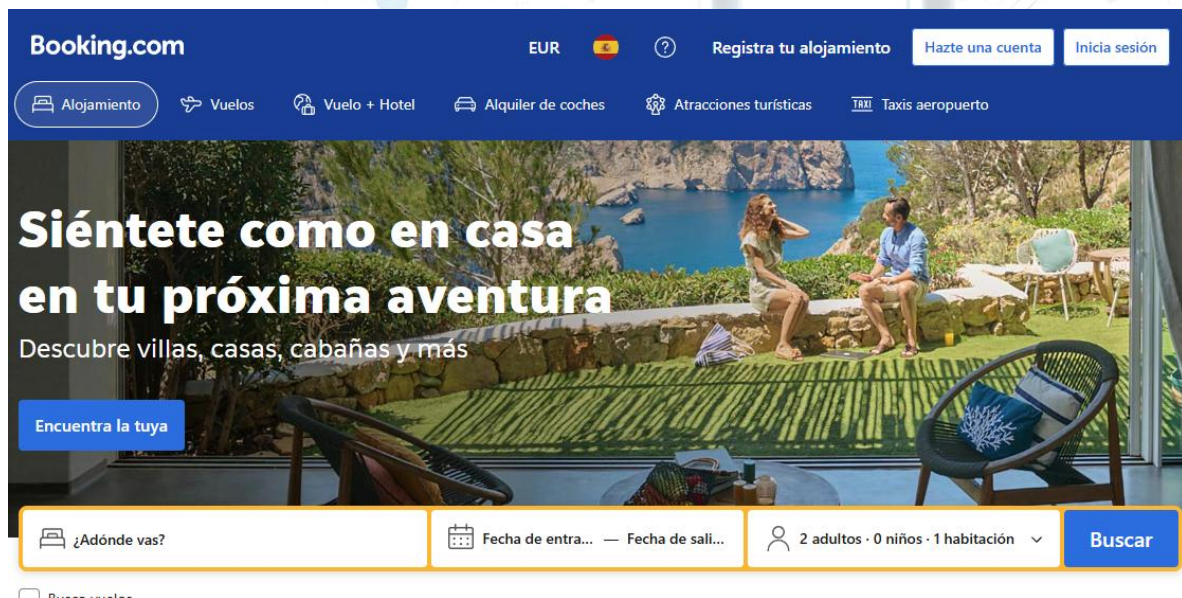 Booking.com
EUR
Registra tu alojamiento
Hazte una cuenta
Inicia sesión
Alojamiento
Vuelos
Vuelo + Hotel
Alquiler de coches
Atracciones turísticas
TAXI Taxis aeropuerto
Siéntete como en casa
en tu próxima aventura
Descubre villas, casas, cabañas y más
Encuentra la tuya
¿Adónde vas?
Fecha de entra... — Fecha de sali...
2 adultos · 0 niños · 1 habitación
Buscar